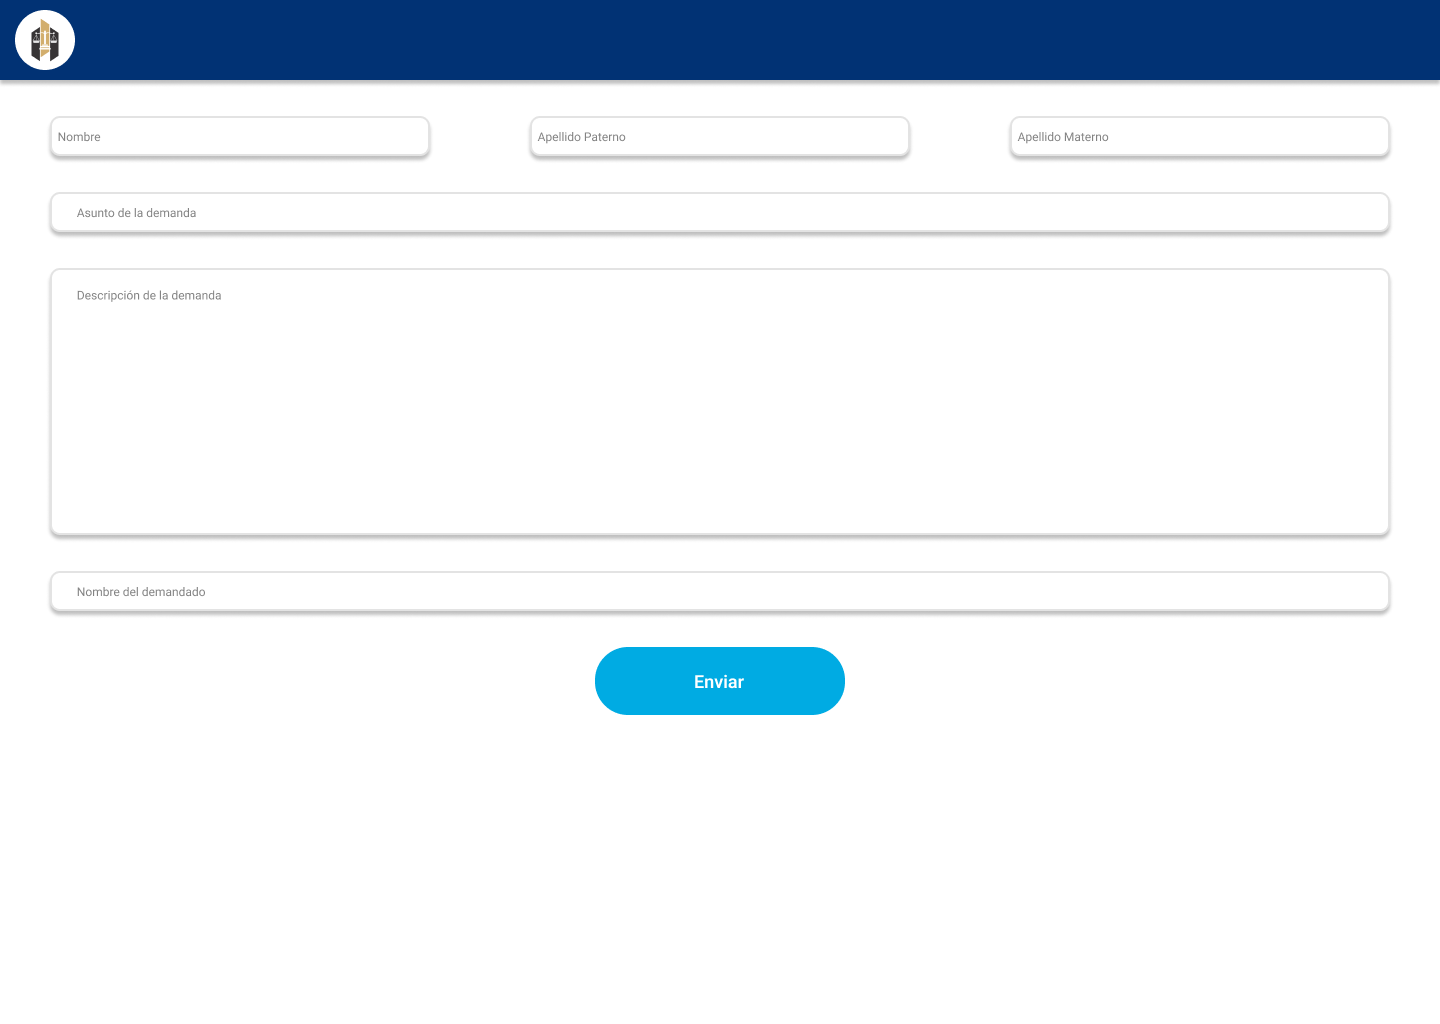 Nombre
Apellido Paterno
Apellido Materno
Asunto de la demanda
Descripción de la demanda
Nombre del demandado
Enviar